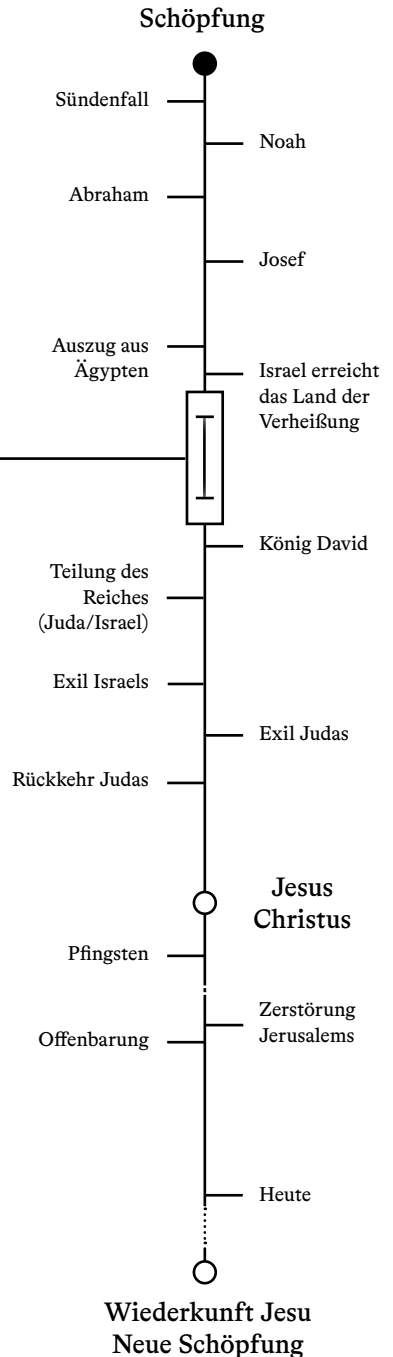 Schöpfung
Sündenfall
Noah
Abraham
Josef
Auszug aus
Ägypten
Israel erreicht
das Land der
Verheißung
König David
Teilung des
Reiches
(Juda/Israel)
Exil Israels
Exil Judas
Rückkehr Judas
Jesus
Christus
Pfingsten
Zerstörung
Jerusalems
Offenbarung
Heute
Wiederkunft Jesu
Neue Schöpfung